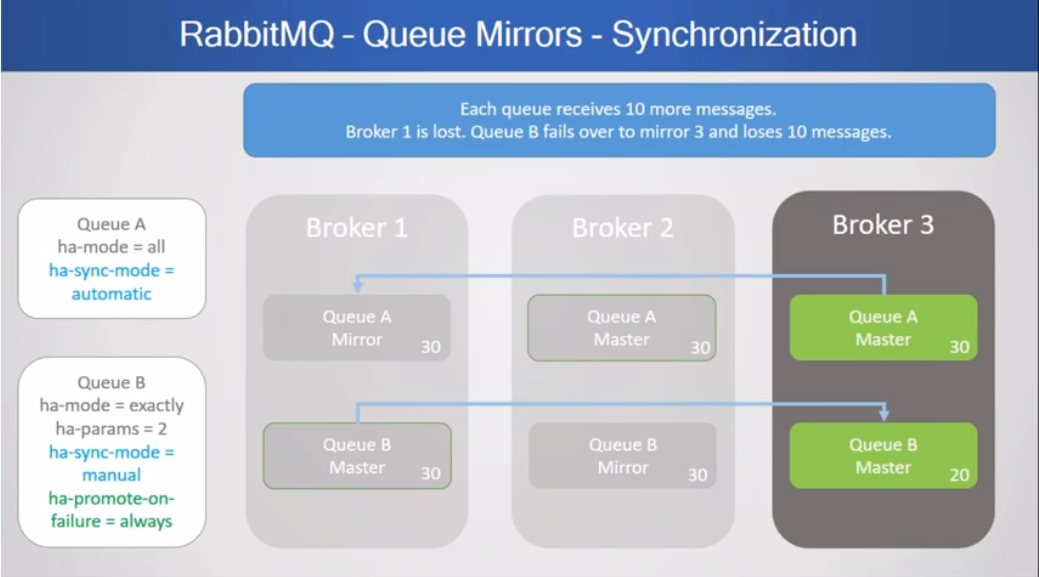 RabbitMQ – Queue Mirrors - Synchronization
Each queue receives 10 more messages.
Broker 1 is lost. Queue B fails over to mirror 3 and loses 10 messages.
Queue A
ha-mode = all
ha-sync-mode =
automatic
Queue B
ha-mode = exactly
ha-params = 2
ha-sync-mode =
manual
ha-promote-on-
failure = always
Broker 1
Queue A
Mirror
30
Queue B
Master
30
Broker 2
Queue A
Master
30
Queue B
Mirror
30
Broker 3
Queue A
Master
30
Queue B
Master
20